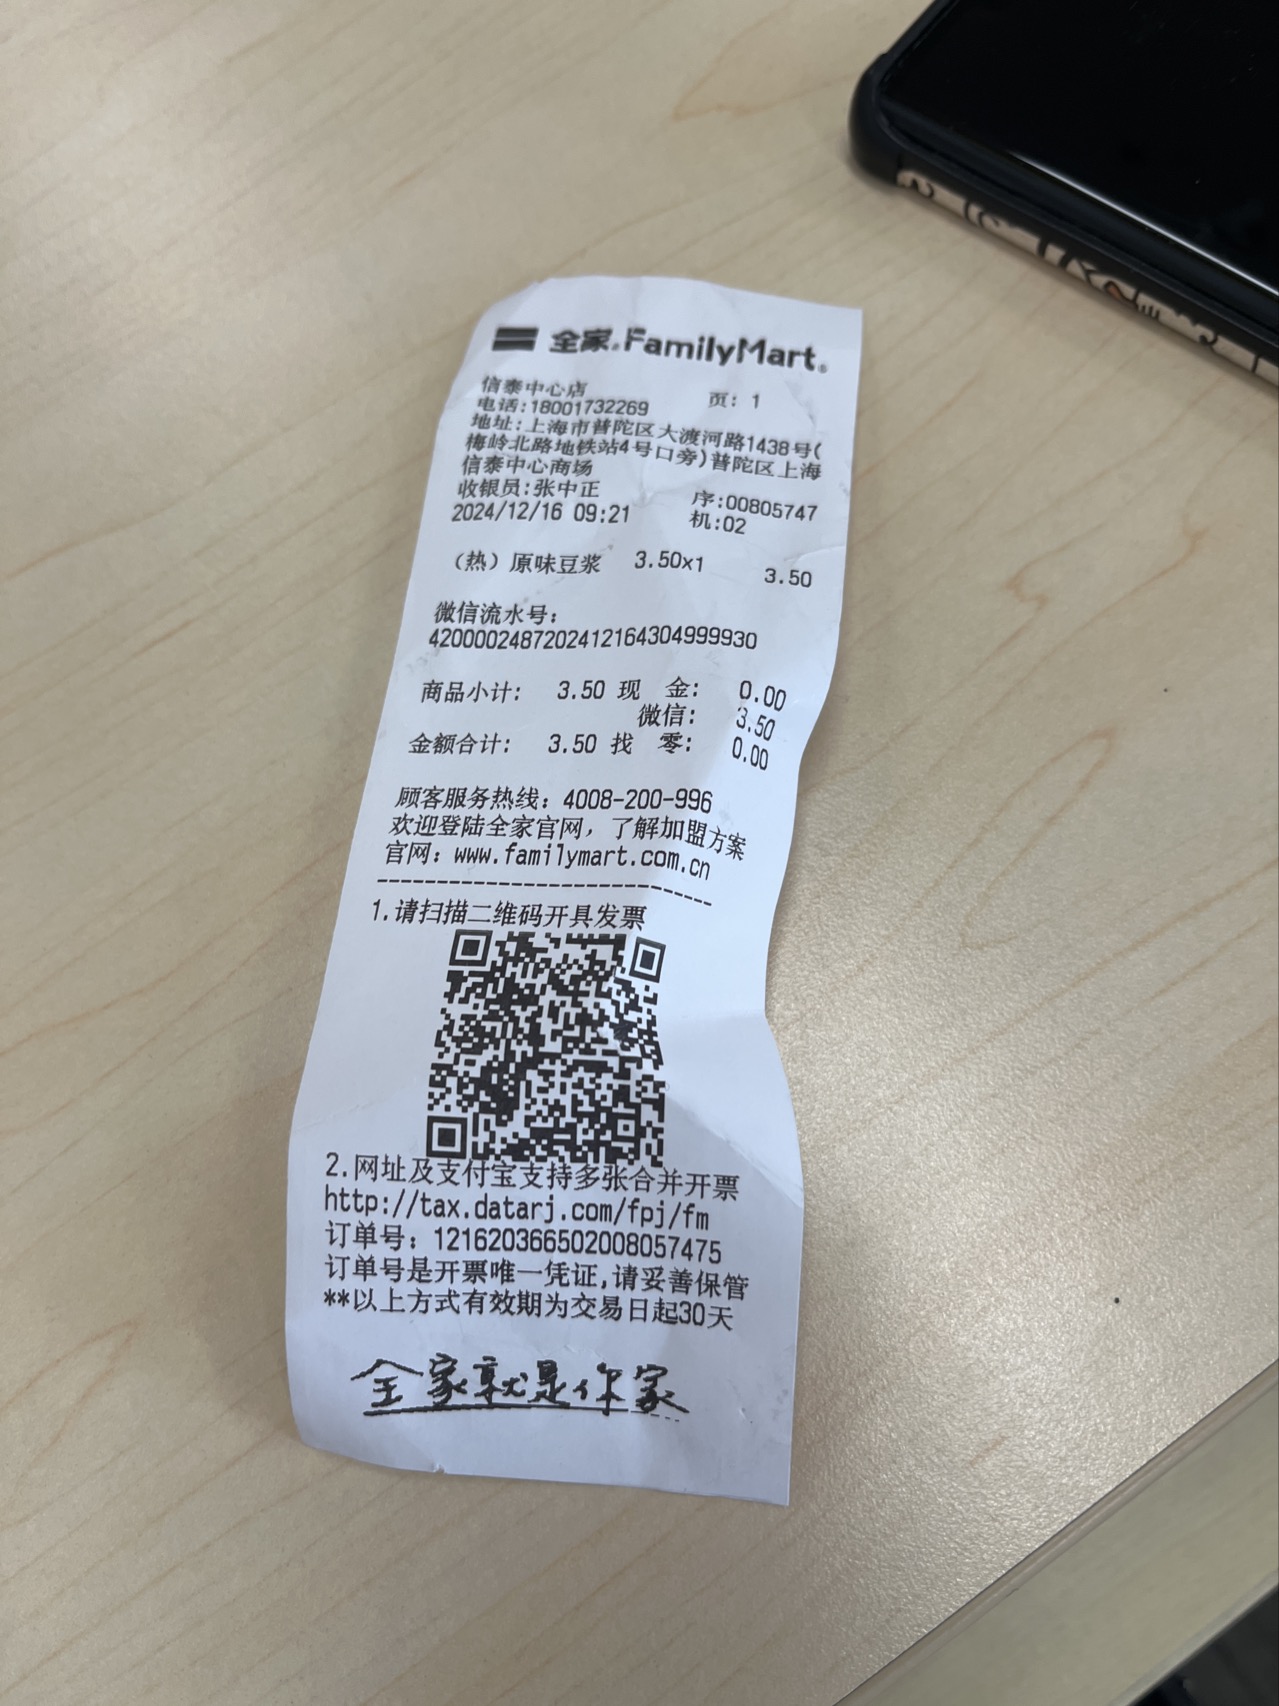 全家 FamilyMart
信泰中心店 页: 1
电话:18001732269
地址:上海市普陀区大渡河路1438号(
梅岭北路地铁站4号口旁)普陀区上海
信泰中心商场
收银员:张中正 序:00805747
2024/12/16 09:21 机:02
（热）原味豆浆 3.50x1 3.50
微信流水号:
4200002487202412164304999930
商品小计: 3.50 现 金: 0.00
微信: 3.50
金额合计: 3.50 找 零: 0.00
顾客服务热线: 4008-200-996
欢迎登陆全家官网, 了解加盟方案
官网: www.familymart.com.cn
1.请扫描二维码开具发票
2.网址及支付宝支持多张合并开票
http://tax.datarj.com/fpj/fm
订单号: 121620366502008057475
订单号是开票唯一凭证,请妥善保管
**以上方式有效期为交易日起30天
全家就是你家